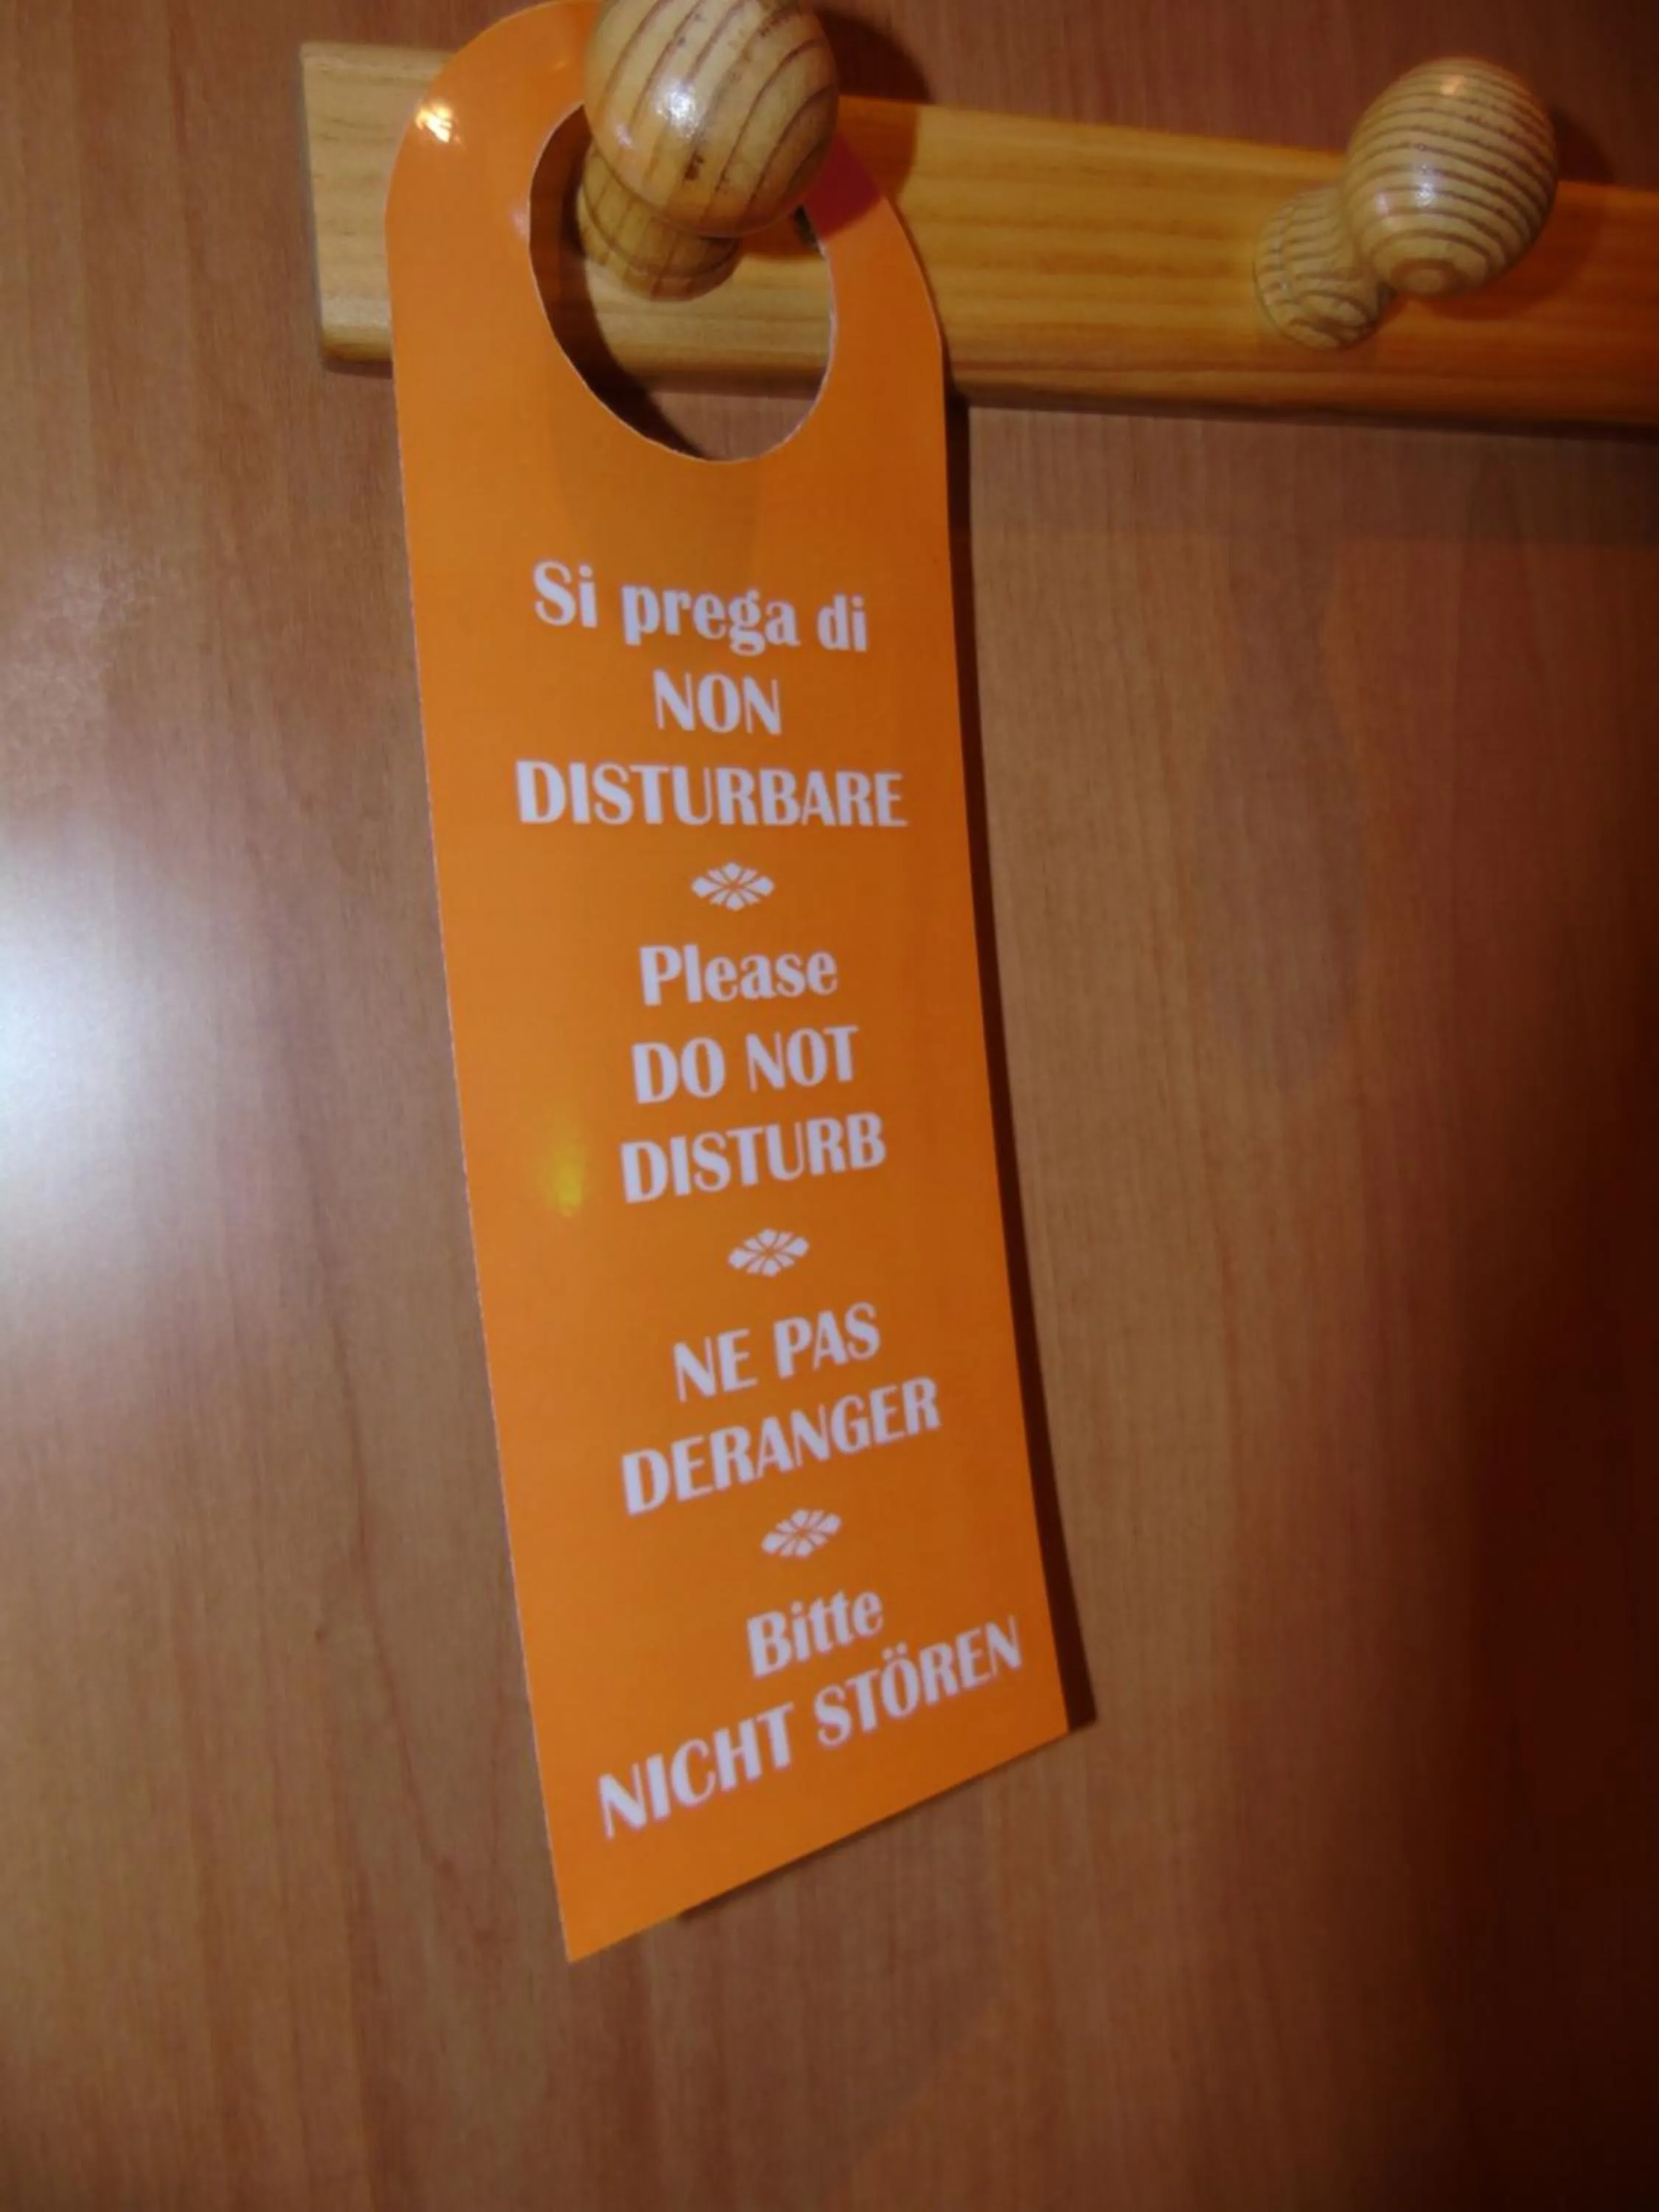 Si prega di
NON
DISTURBARE
Please
DO NOT
DISTURB
NE PAS
DERANGER
Bitte
NICHT STÖREN